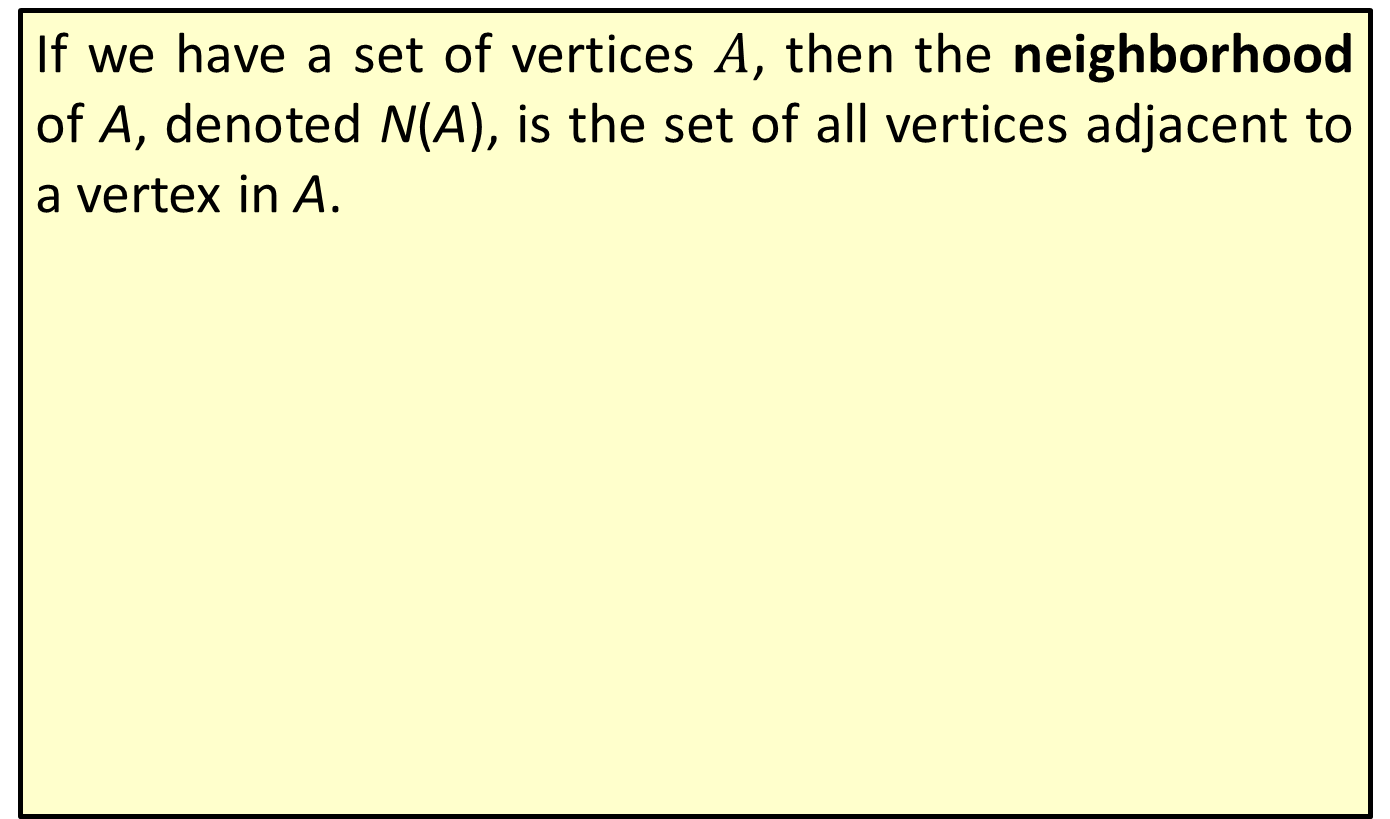 If we have a set of vertices A, then the neighborhood
of A, denoted N(A), is the set of all vertices adjacent to
a vertex in A.